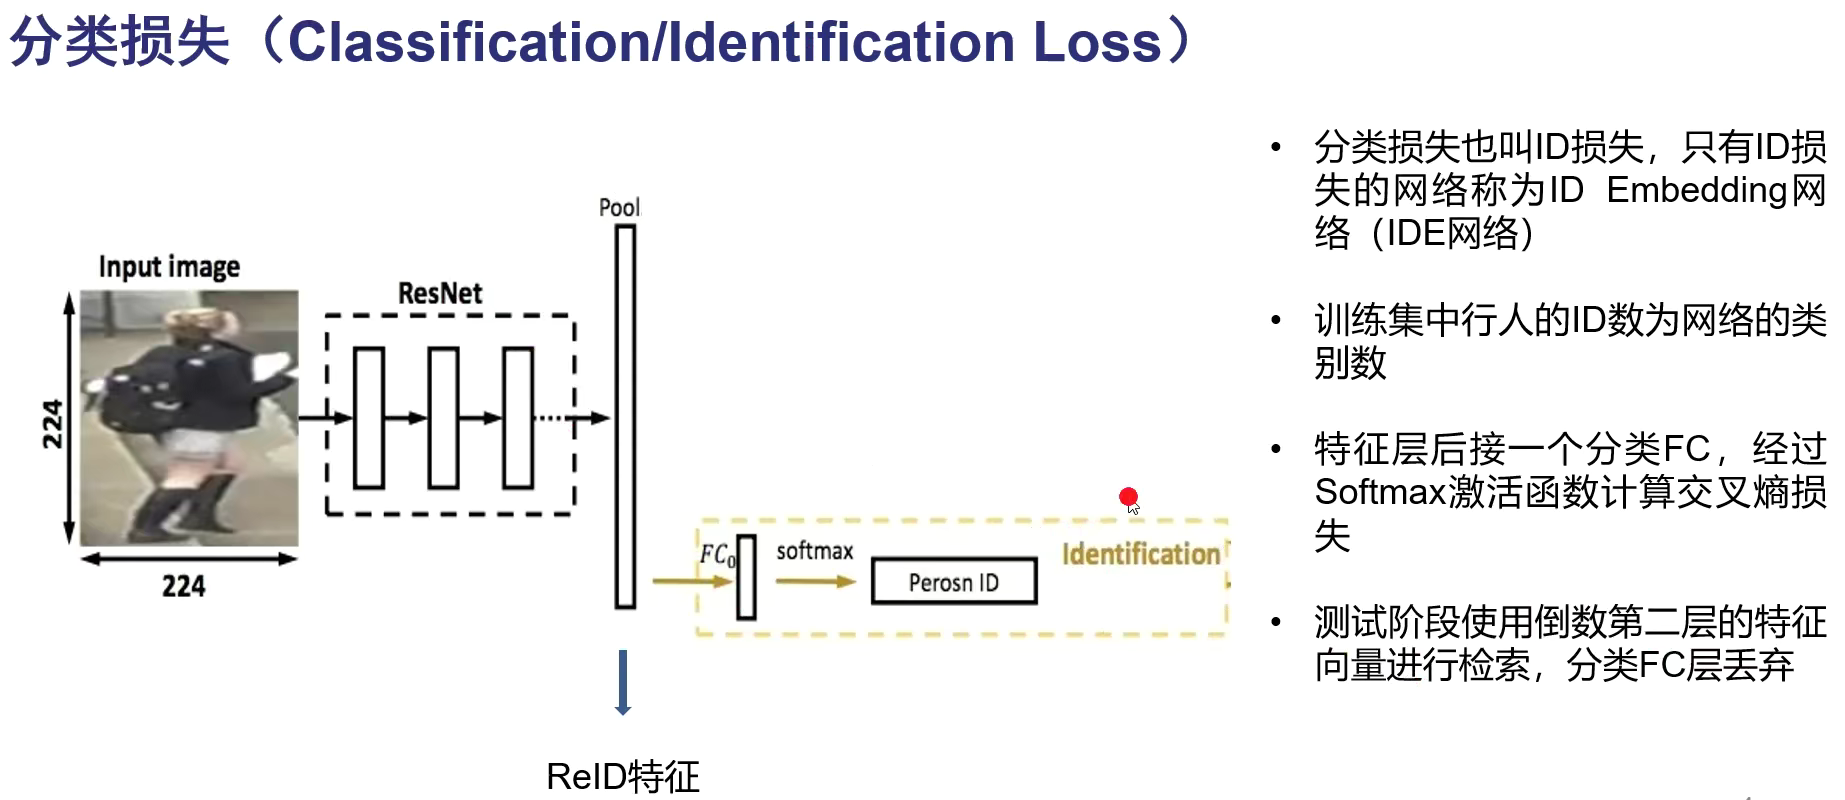 分类损失（Classification/Identification Loss）
Pool
Input image
ResNet
224
224
FC0
softmax
Perosn ID
Identification
ReID特征
• 分类损失也叫ID损失，只有ID损
失的网络称为ID Embedding网
络（IDE网络）
• 训练集中行人的ID数为网络的类
别数
• 特征层后接一个分类FC，经过
Softmax激活函数计算交叉熵损
失
• 测试阶段使用倒数第二层的特征
向量进行检索，分类FC层丢弃